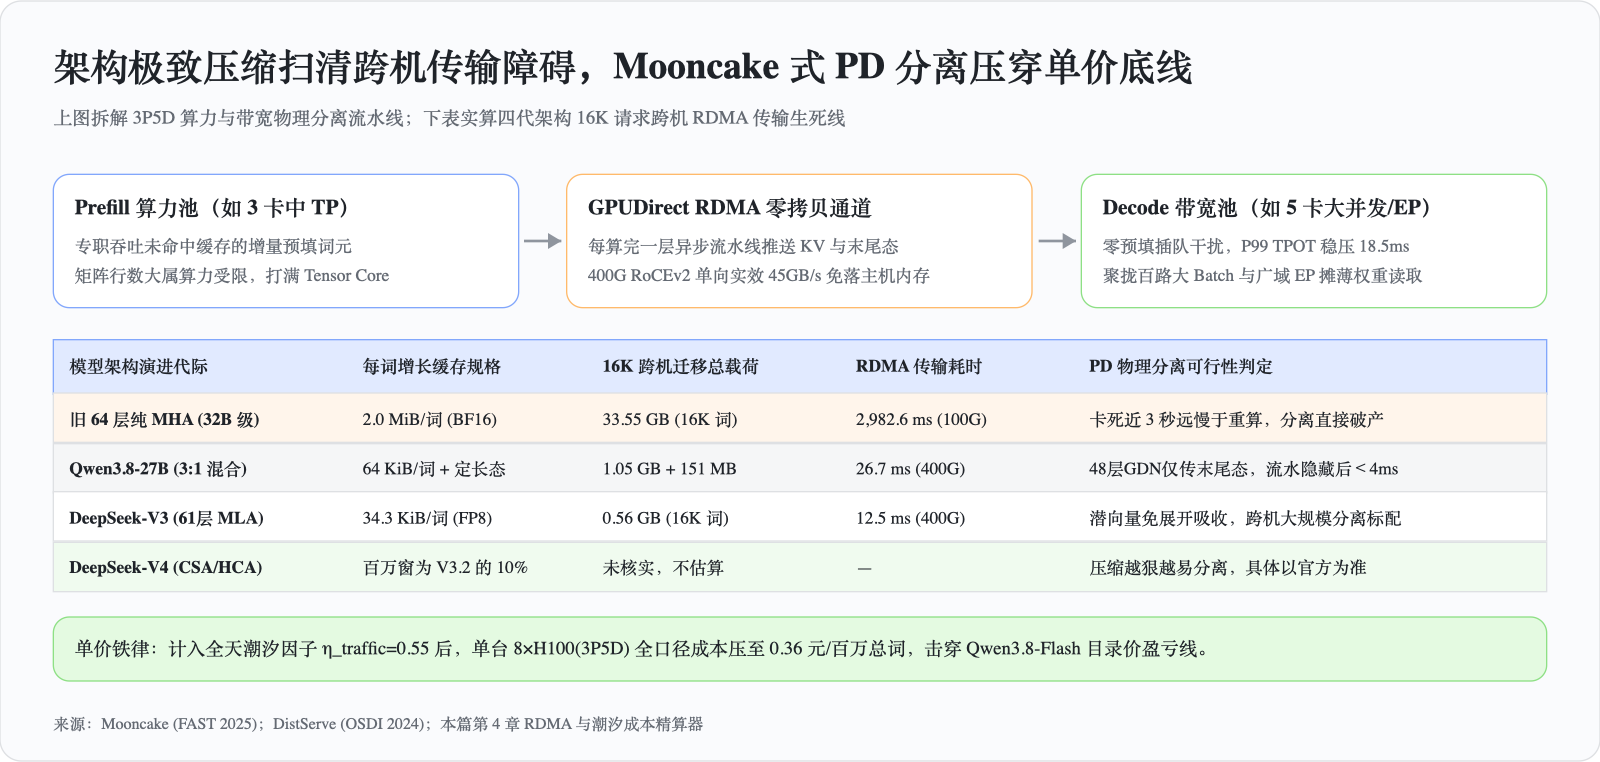 架构极致压缩扫清跨机传输障碍，Mooncake 式 PD 分离压穿单价底线
上图拆解 3P5D 算力与带宽物理分离流水线；下表实算四代架构 16K 请求跨机 RDMA 传输生死线
Prefill 算力池（如 3 卡中 TP）
专职吞吐未命中缓存的增量预填词元
矩阵行数大属算力受限，打满 Tensor Core
GPUDirect RDMA 零拷贝通道
每算完一层异步流水线推送 KV 与末尾态
400G RoCEv2 单向实效 45GB/s 免落主机内存
Decode 带宽池（如 5 卡大并发/EP）
零预填插队干扰，P99 TPOT 稳压 18.5ms
聚拢百路大 Batch 与广域 EP 摊薄权重读取
模型架构演进代际 每词增长缓存规格 16K 跨机迁移总载荷 RDMA 传输耗时 PD 物理分离可行性判定
旧 64 层纯 MHA (32B 级) 2.0 MiB/词 (BF16) 33.55 GB (16K 词) 2,982.6 ms (100G) 卡死近 3 秒远慢于重算，分离直接破产
Qwen3.8-27B (3:1 混合) 64 KiB/词 + 定长态 1.05 GB + 151 MB 26.7 ms (400G) 48层GDN仅传末尾态，流水隐藏后 < 4ms
DeepSeek-V3 (61层 MLA) 34.3 KiB/词 (FP8) 0.56 GB (16K 词) 12.5 ms (400G) 潜向量免展开吸收，跨机大规模分离标配
DeepSeek-V4 (CSA/HCA) 百万窗为 V3.2 的 10% 未核实，不估算 — 压缩越狠越易分离，具体以官方为准
单价铁律：计入全天潮汐因子 η_traffic=0.55 后，单台 8×H100(3P5D) 全口径成本压至 0.36 元/百万总词，击穿 Qwen3.8-Flash 目录价盈亏线。
来源：Mooncake (FAST 2025)；DistServe (OSDI 2024)；本篇第 4 章 RDMA 与潮汐成本精算器